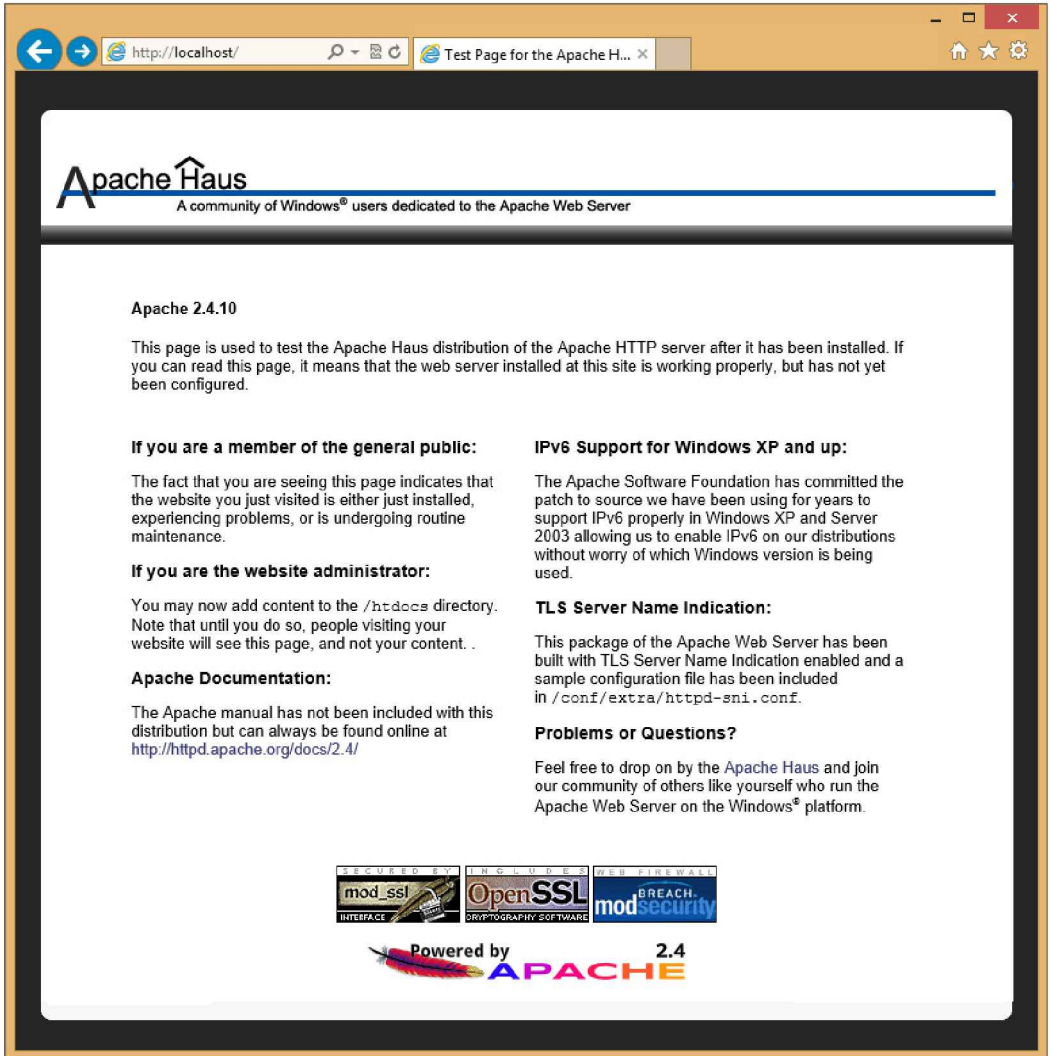 http://localhost/
Test Page for the Apache H...
Apache Haus
A community of Windows® users dedicated to the Apache Web Server
Apache 2.4.10
This page is used to test the Apache Haus distribution of the Apache HTTP server after it has been installed. If
you can read this page, it means that the web server installed at this site is working properly, but has not yet
been configured.
If you are a member of the general public:
The fact that you are seeing this page indicates that
the website you just visited is either just installed,
experiencing problems, or is undergoing routine
maintenance.
If you are the website administrator:
You may now add content to the /htdocs directory.
Note that until you do so, people visiting your
website will see this page, and not your content. .
Apache Documentation:
The Apache manual has not been included with this
distribution but can always be found online at
http://httpd.apache.org/docs/2.4/
IPv6 Support for Windows XP and up:
The Apache Software Foundation has committed the
patch to source we have been using for years to
support IPv6 properly in Windows XP and Server
2003 allowing us to enable IPv6 on our distributions
without worry of which Windows version is being
used.
TLS Server Name Indication:
This package of the Apache Web Server has been
built with TLS Server Name Indication enabled and a
sample configuration file has been included
in /conf/extra/httpd-sni.conf.
Problems or Questions?
Feel free to drop on by the Apache Haus and join
our community of others like yourself who run the
Apache Web Server on the Windows® platform.
SECURED BY
mod_ssl
INTERFACE
INCLUDES
OpenSSL
CRYPTOGRAPHY SOFTWARE
WEB FIREWALL
BREACH
modsecurity
Powered by 2.4
APACHE